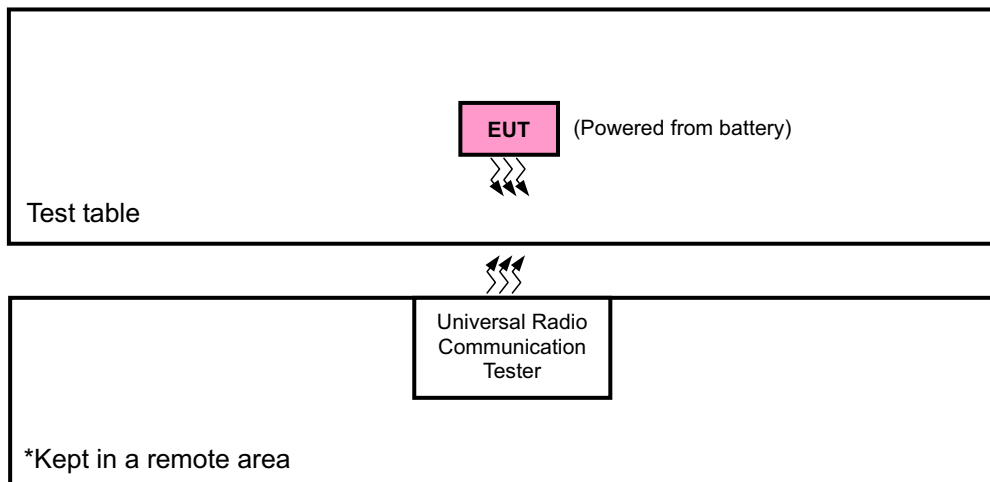 EUT
(Powered from battery)
Test table
Universal Radio
Communication
Tester
*Kept in a remote area